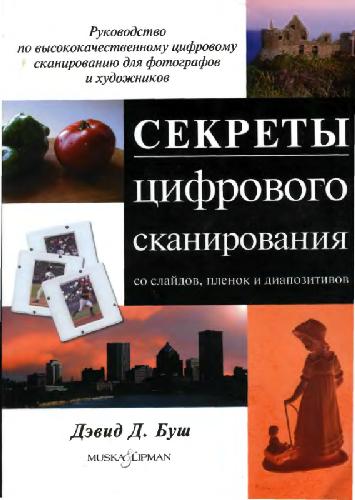 Руководство
по высококачественному цифровому
сканированию для фотографов
и художников
СЕКРЕТЫ
цифрового
сканирования
со слайдов, пленок и диапозитивов
Дэвид Д. Буш
MUSKA&LIPMAN